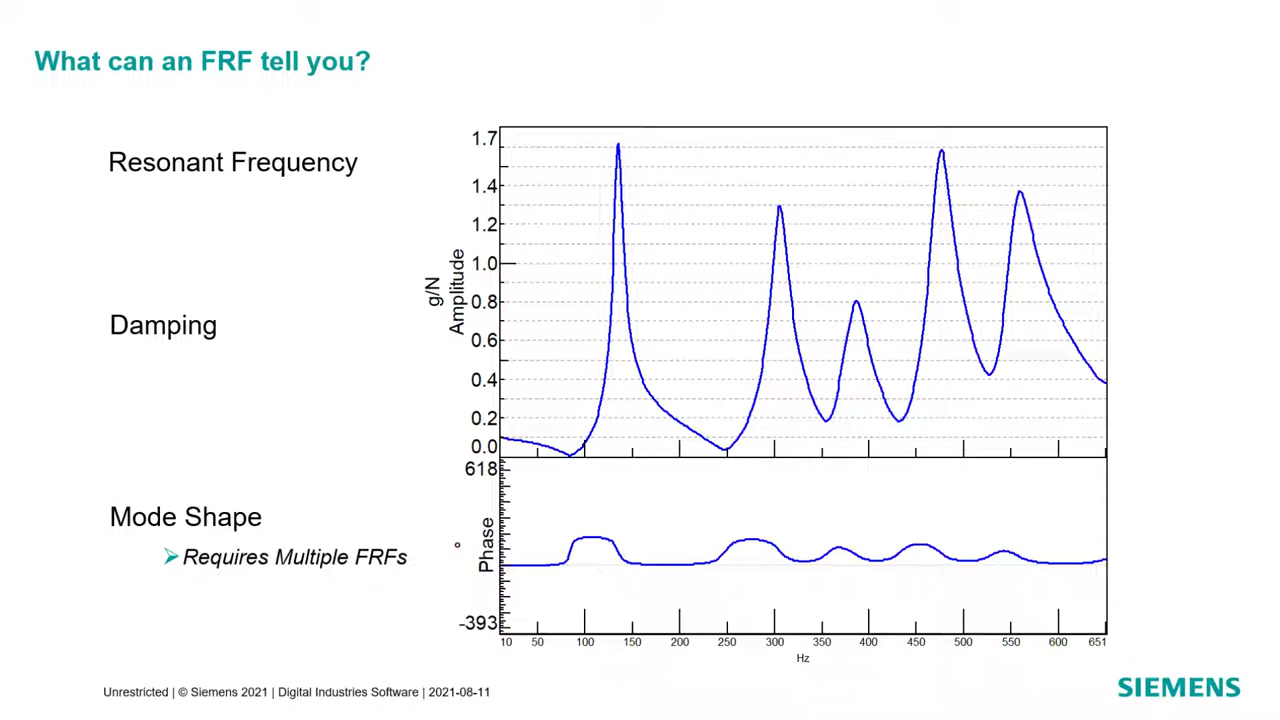 What can an FRF tell you?
Resonant Frequency
Damping
Mode Shape
➢ Requires Multiple FRFs
g/N
Amplitude
1.7
1.4
1.2
1.0
0.8
0.6
0.4
0.2
0.0
618
°
Phase
-393
10 50 100 150 200 250 300 350 400 450 500 550 600 651
Hz
Unrestricted | © Siemens 2021 | Digital Industries Software | 2021-08-11
SIEMENS